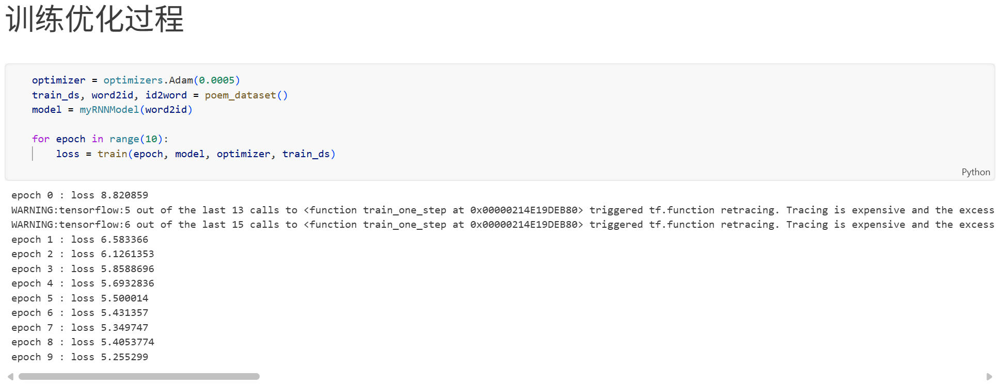 训练优化过程
optimizer = optimizers.Adam(0.0005)
train_ds, word2id, id2word = poem_dataset()
model = myRNNModel(word2id)
for epoch in range(10):
    loss = train(epoch, model, optimizer, train_ds)
Python
epoch 0 : loss 8.820859
WARNING:tensorflow:5 out of the last 13 calls to <function train_one_step at 0x00000214E19DEB80> triggered tf.function retracing. Tracing is expensive and the excess
WARNING:tensorflow:6 out of the last 15 calls to <function train_one_step at 0x00000214E19DEB80> triggered tf.function retracing. Tracing is expensive and the excess
epoch 1 : loss 6.583366
epoch 2 : loss 6.1261353
epoch 3 : loss 5.8588696
epoch 4 : loss 5.6932836
epoch 5 : loss 5.500014
epoch 6 : loss 5.431357
epoch 7 : loss 5.349747
epoch 8 : loss 5.4053774
epoch 9 : loss 5.255299